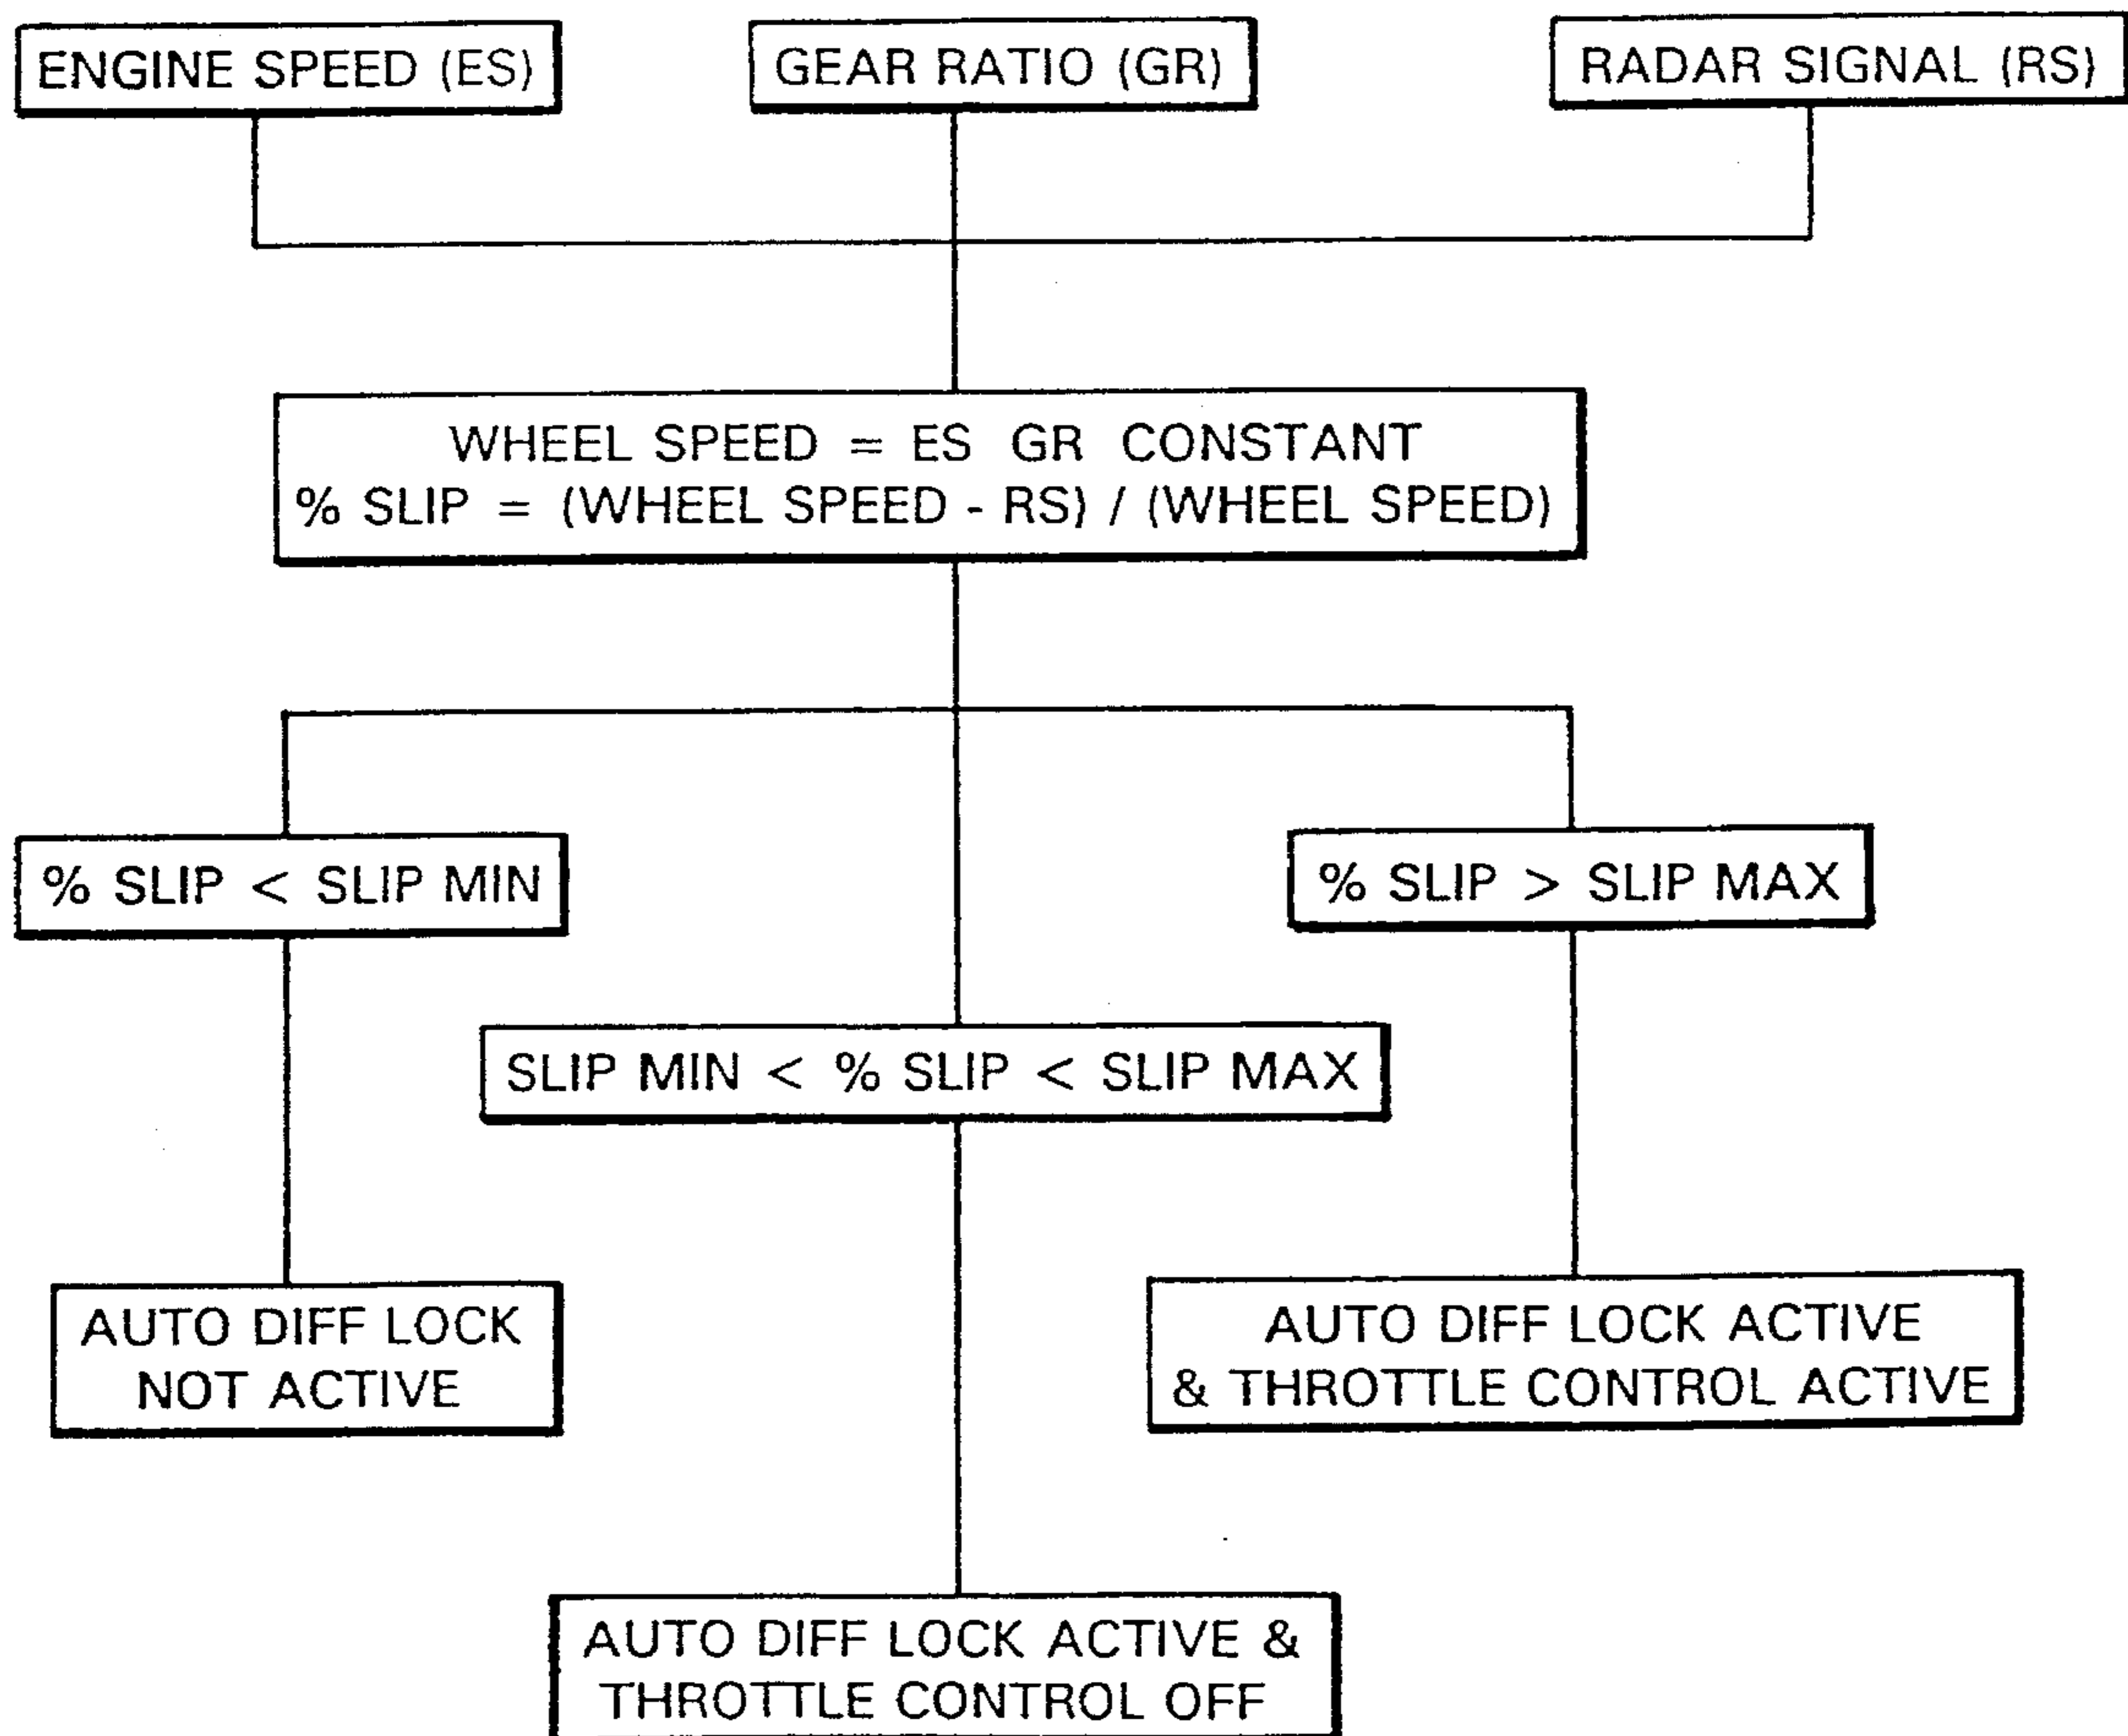 ENGINE SPEED (ES)
GEAR RATIO (GR)
RADAR SIGNAL (RS)
WHEEL SPEED = ES GR CONSTANT
% SLIP = (WHEEL SPEED - RS) / (WHEEL SPEED)
% SLIP < SLIP MIN
% SLIP > SLIP MAX
SLIP MIN < % SLIP < SLIP MAX
AUTO DIFF LOCK
NOT ACTIVE
AUTO DIFF LOCK ACTIVE
& THROTTLE CONTROL ACTIVE
AUTO DIFF LOCK ACTIVE &
THROTTLE CONTROL OFF